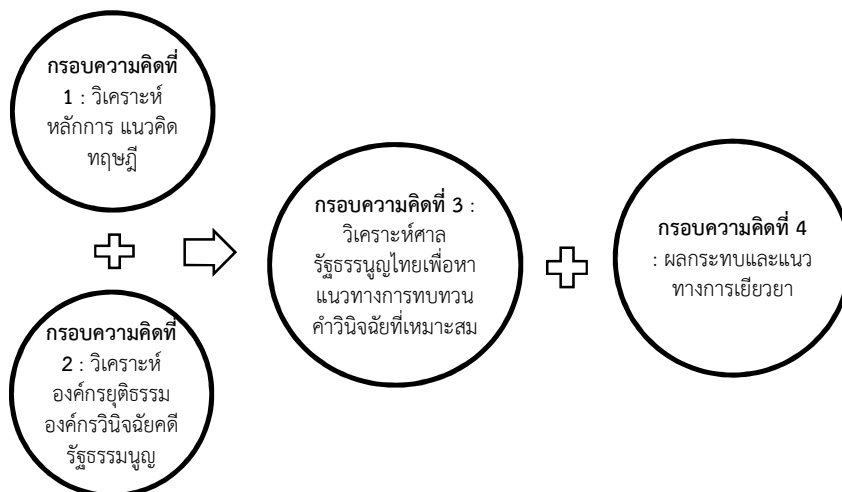 กรอบความคิดที่
1 : วิเคราะห์
หลักการ แนวคิด
ทฤษฎี
กรอบความคิดที่
2 : วิเคราะห์
องค์กรยุติธรรม
องค์กรวินิจฉัยคดี
รัฐธรรมนูญ
กรอบความคิดที่ 3 :
วิเคราะห์ศาล
รัฐธรรนูญไทยเพื่อหา
แนวทางการทบทวน
คำวินิจฉัยที่เหมาะสม
กรอบความคิดที่ 4
: ผลกระทบและแนว
ทางการเยียวยา